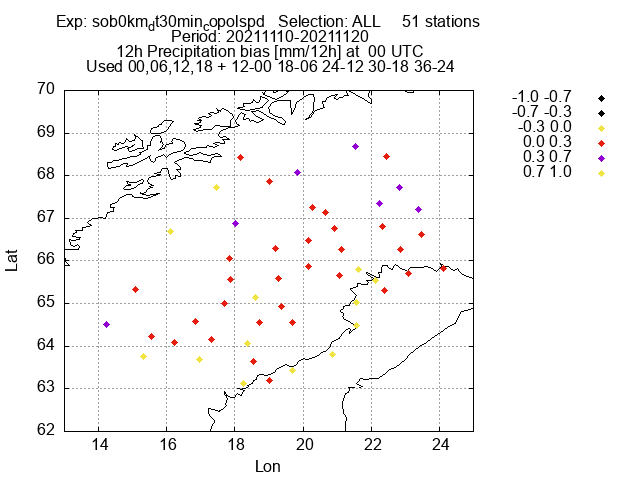 Exp: sob0km_dt30min_copolspd   Selection: ALL     51 stations
Period: 20211110-20211120
12h Precipitation bias [mm/12h] at  00 UTC
Used 00,06,12,18 + 12-00 18-06 24-12 30-18 36-24
-1.0 -0.7
-0.7 -0.3
-0.3 0.0
0.0 0.3
0.3 0.7
0.7 1.0
70
69
68
67
66
65
64
63
62
Lat
14 16 18 20 22 24
Lon